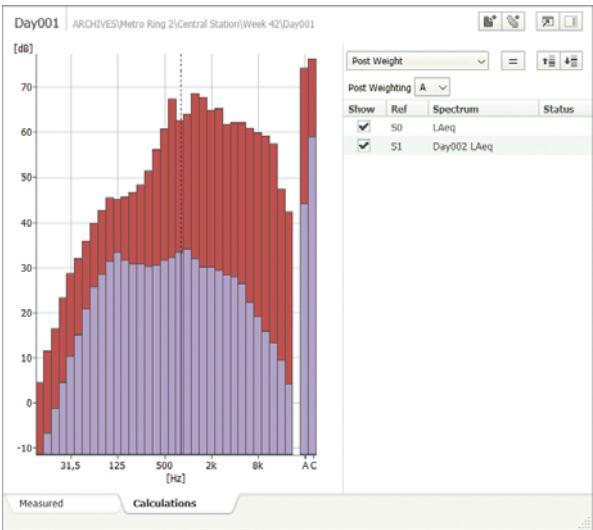 Day001 ARCHIVES\Metro Ring 2\Central Station\Week 42\Day001
[dB]
70
60
50
40
30
20
10
0
-10
31,5 125 500 2k 8k A C
[Hz]
Post Weight
Post Weighting A
Show Ref Spectrum Status
S0 LAeq
S1 Day002 LAeq
Measured Calculations